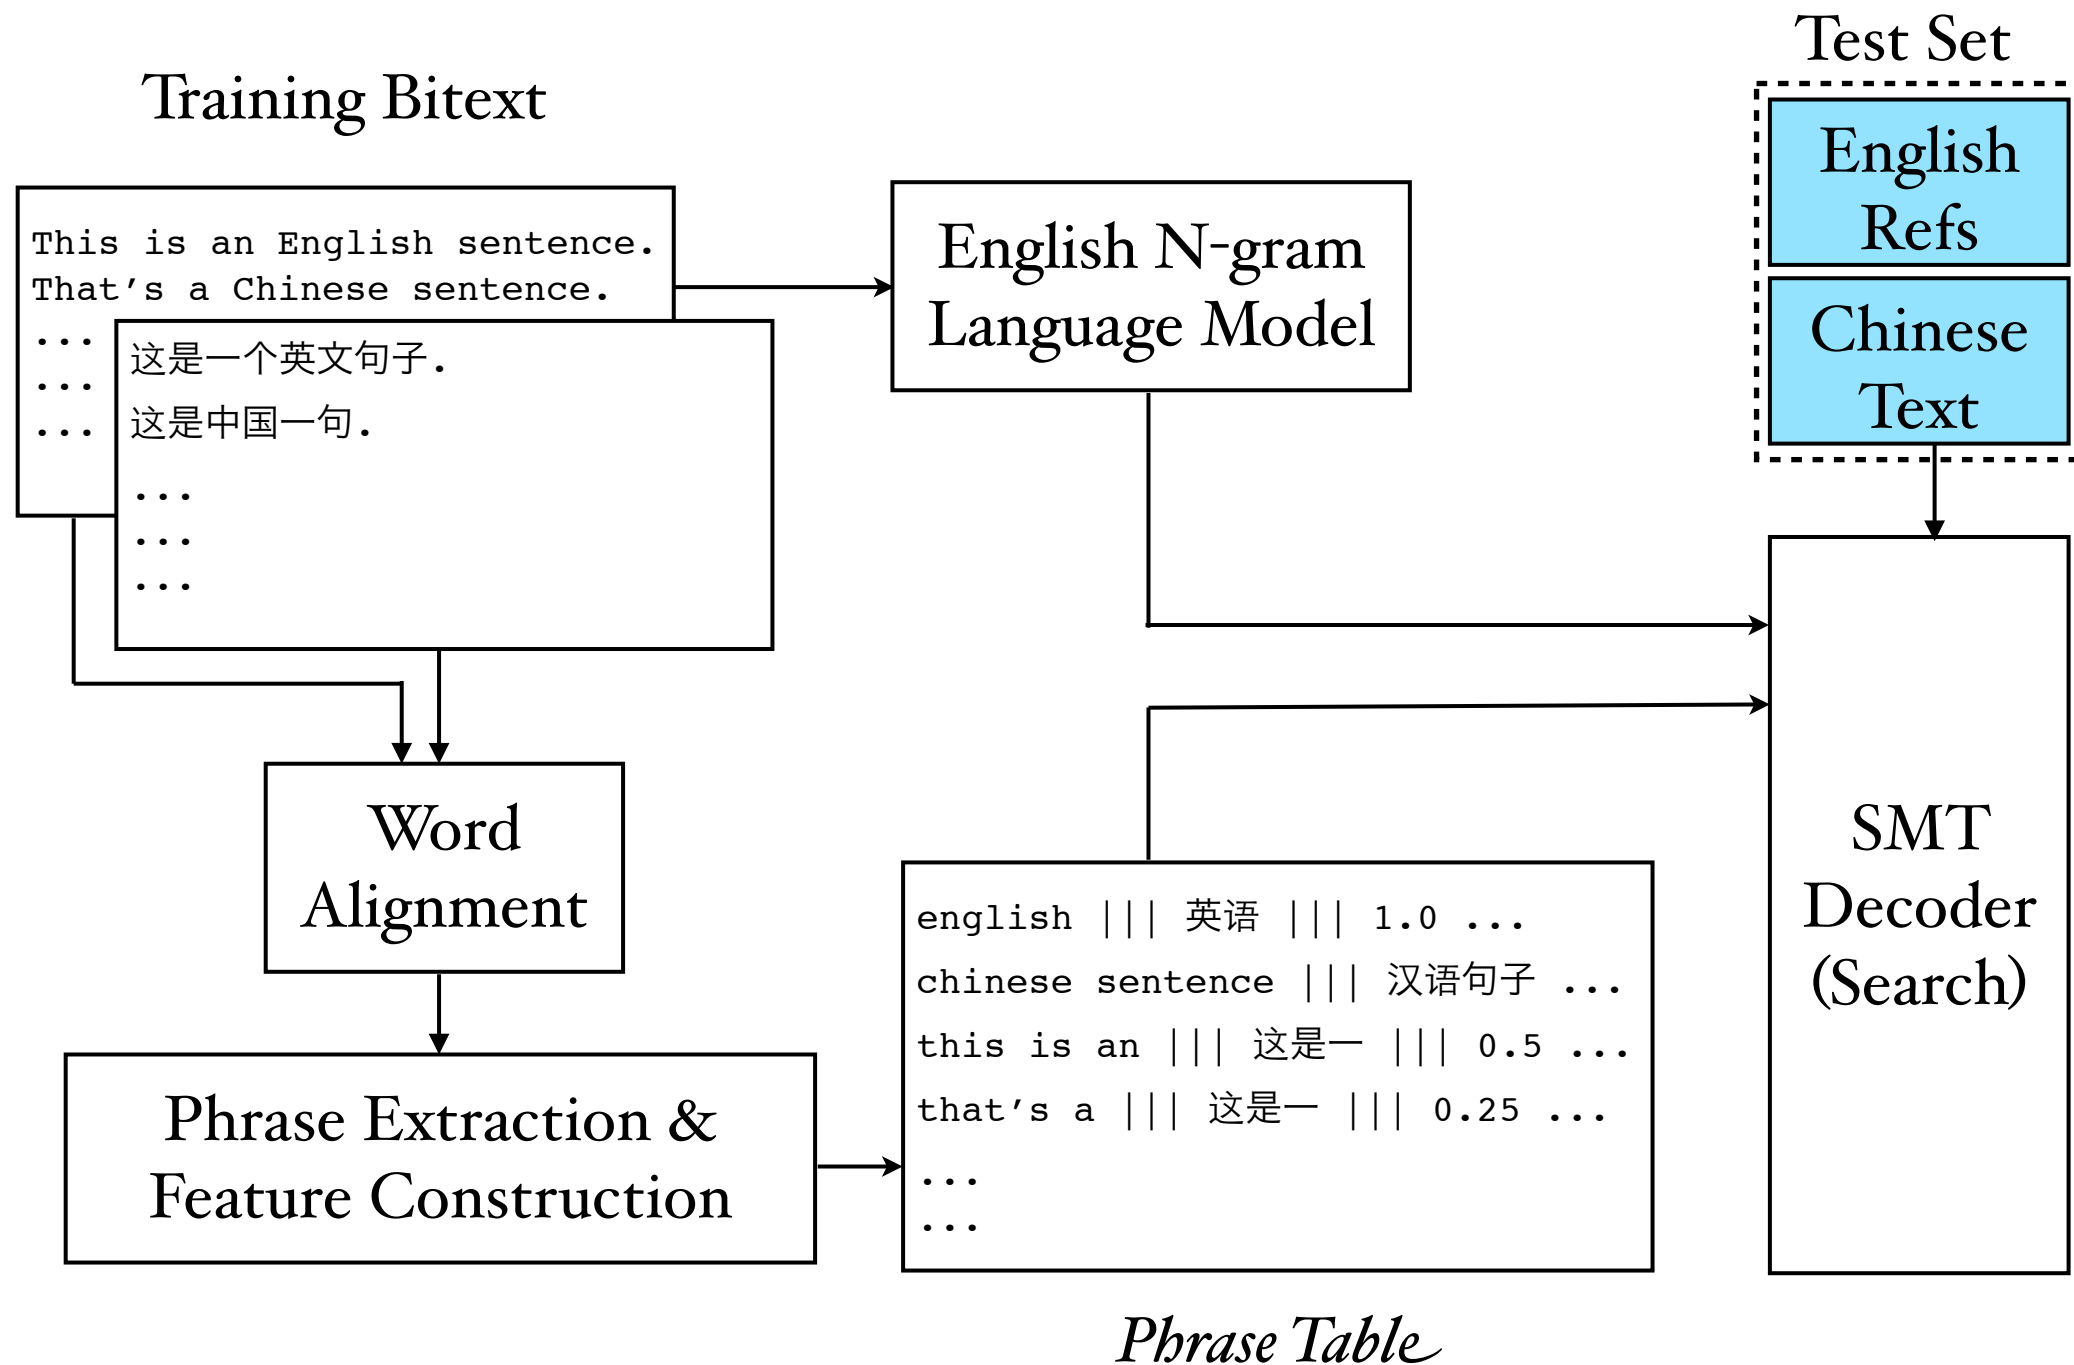 Training Bitext
This is an English sentence.
That’s a Chinese sentence.
...
...
...
这是一个英文句子.
这是中国一句.
...
...
...
English N-gram
Language Model
Test Set
English
Refs
Chinese
Text
Word
Alignment
Phrase Extraction &
Feature Construction
english ||| 英语 ||| 1.0 ...
chinese sentence ||| 汉语句子 ...
this is an ||| 这是一 ||| 0.5 ...
that’s a ||| 这是一 ||| 0.25 ...
...
...
Phrase Table
SMT
Decoder
(Search)